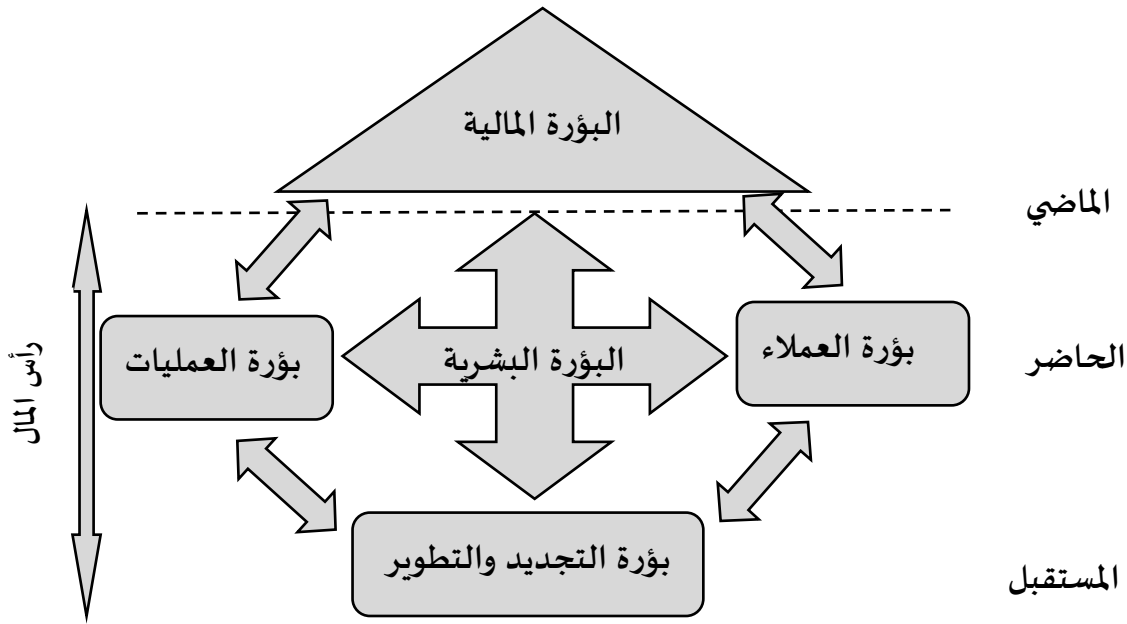 البؤرة المالية
الماضي
بؤرة العملاء
البؤرة البشرية
بؤرة العمليات
الحاضر
رأس المال
بؤرة التجديد والتطوير
المستقبل